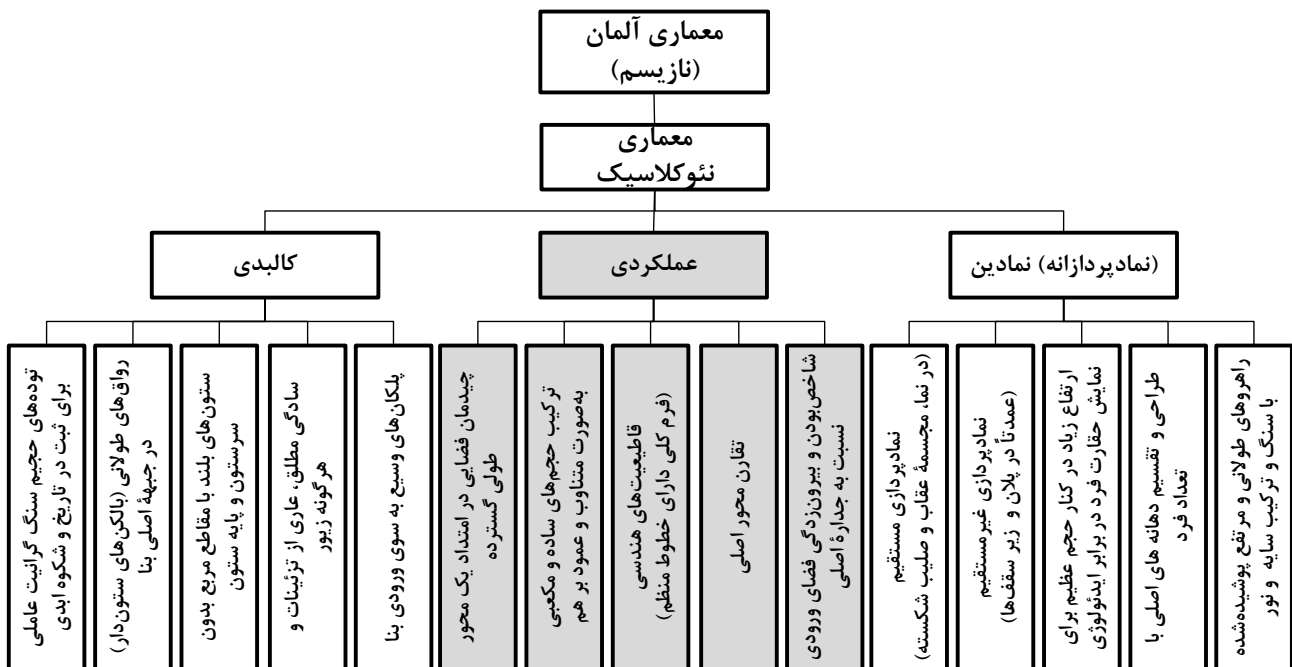 معماری آلمان
(نازیسم)
معماری
نئوکلاسیک
(نمادپردازانه) نمادین
عملکردی
کالبدی
راهروهای طولانی و مرتفع پوشیده‌شده
با سنگ و ترکیب سایه و نور
طراحی و تقسیم دهانه های اصلی با
تعداد فرد
ارتفاع زیاد در کنار حجم عظیم برای
نمایش حقارت فرد در برابر ایدئولوژی
نمادپردازی غیرمستقیم
(عمدتاً در پلان و زیر سقف‌ها)
نمادپردازی مستقیم
(در نما، مجسمهٔ عقاب و صلیب شکسته)
شاخص‌بودن و بیرون‌زدگی فضای ورودی
نسبت به جدارهٔ اصلی
تقارن محور اصلی
قاطیعیت‌های هندسی
(فرم کلی دارای خطوط منظم)
ترکیب حجم‌های ساده و مکعبی
به‌صورت متناوب و عمود بر هم
چیدمان فضایی در امتداد یک محور
طولی گسترده
پلکان‌های وسیع به سوی ورودی بنا
سادگی مطلق، عاری از تزئینات و
هرگونه زیور
ستون‌های بلند با مقاطع مربع بدون
سرستون و پایه ستون
رواق‌های طولانی (بالکن‌های ستون‌دار)
در جبههٔ اصلی بنا
توده‌های حجیم سنگ گرانیت عاملی
برای ثبت در تاریخ و شکوه ابدی